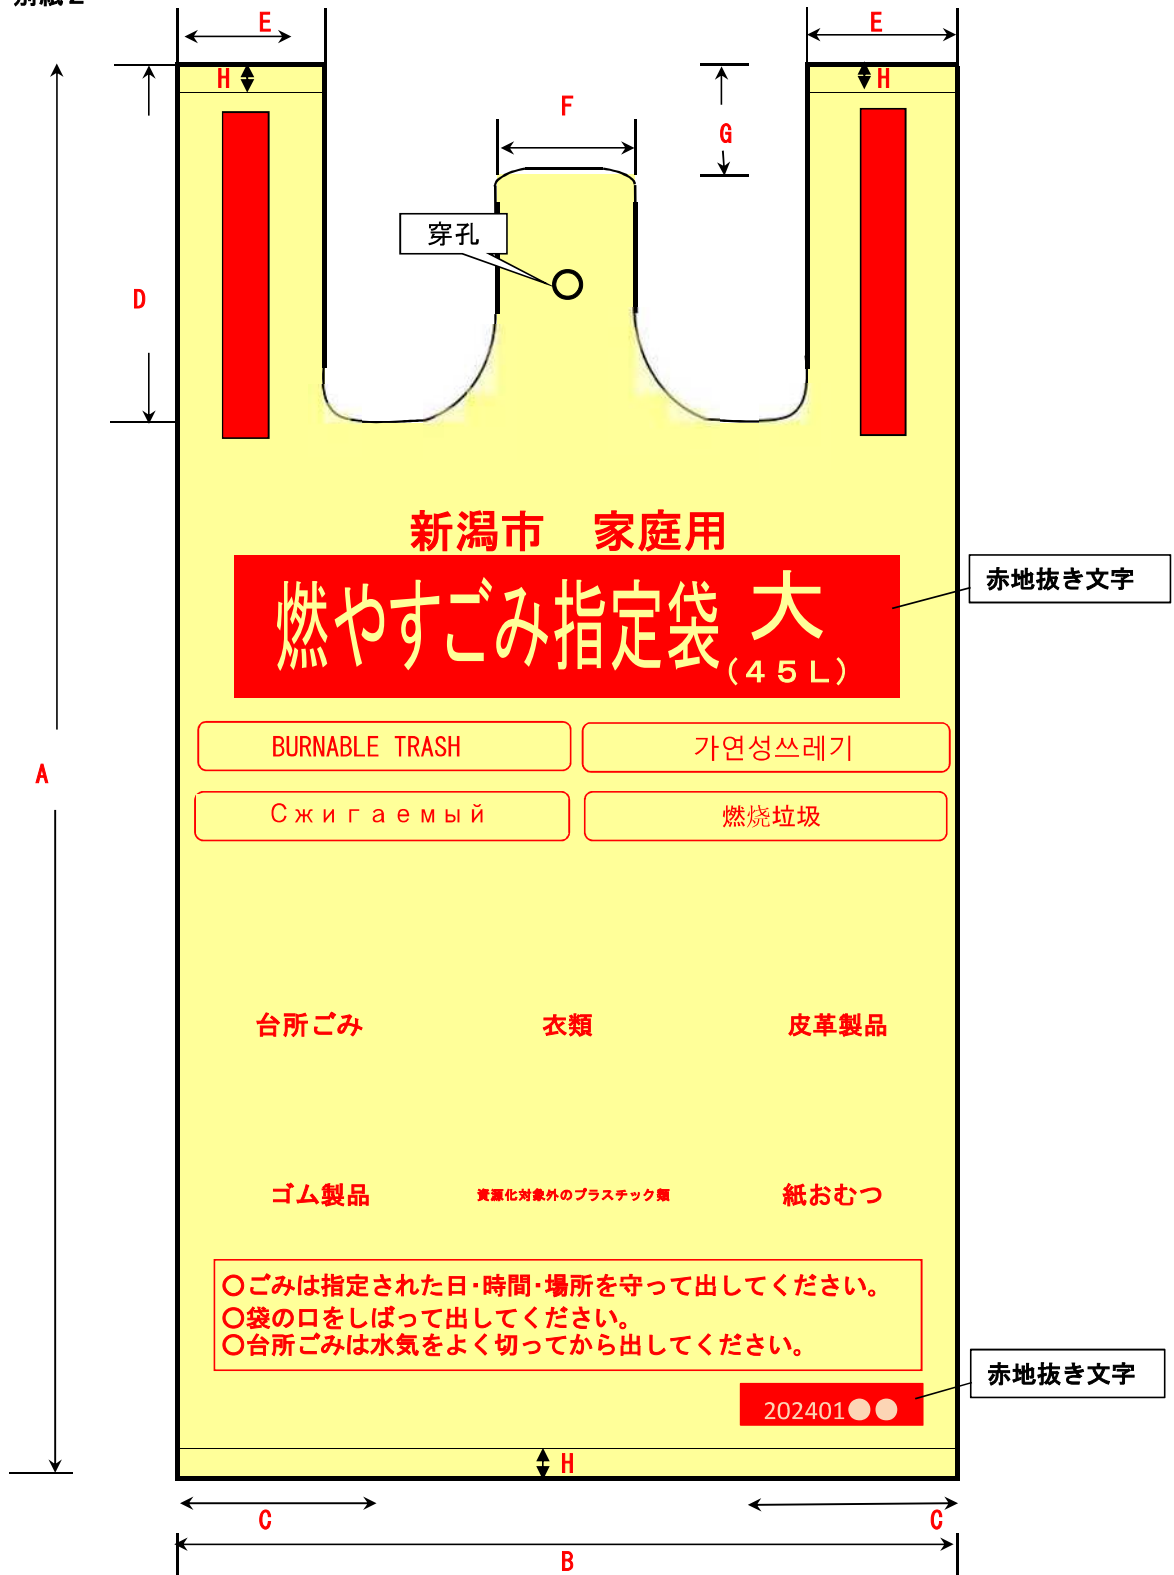 別紙2
E
E
H
H
F
G
穿孔
D
新潟市　家庭用
燃やすごみ指定袋 大
(45L)
赤地抜き文字
BURNABLE TRASH
가연성쓰레기
A
Сжигаемый
燃烧垃圾
台所ごみ
衣類
皮革製品
ゴム製品
資源化対象外のプラスチック類
紙おむつ
○ごみは指定された日・時間・場所を守って出してください。
○袋の口をしばって出してください。
○台所ごみは水気をよく切ってから出してください。
赤地抜き文字
202401●●
H
C
C
B